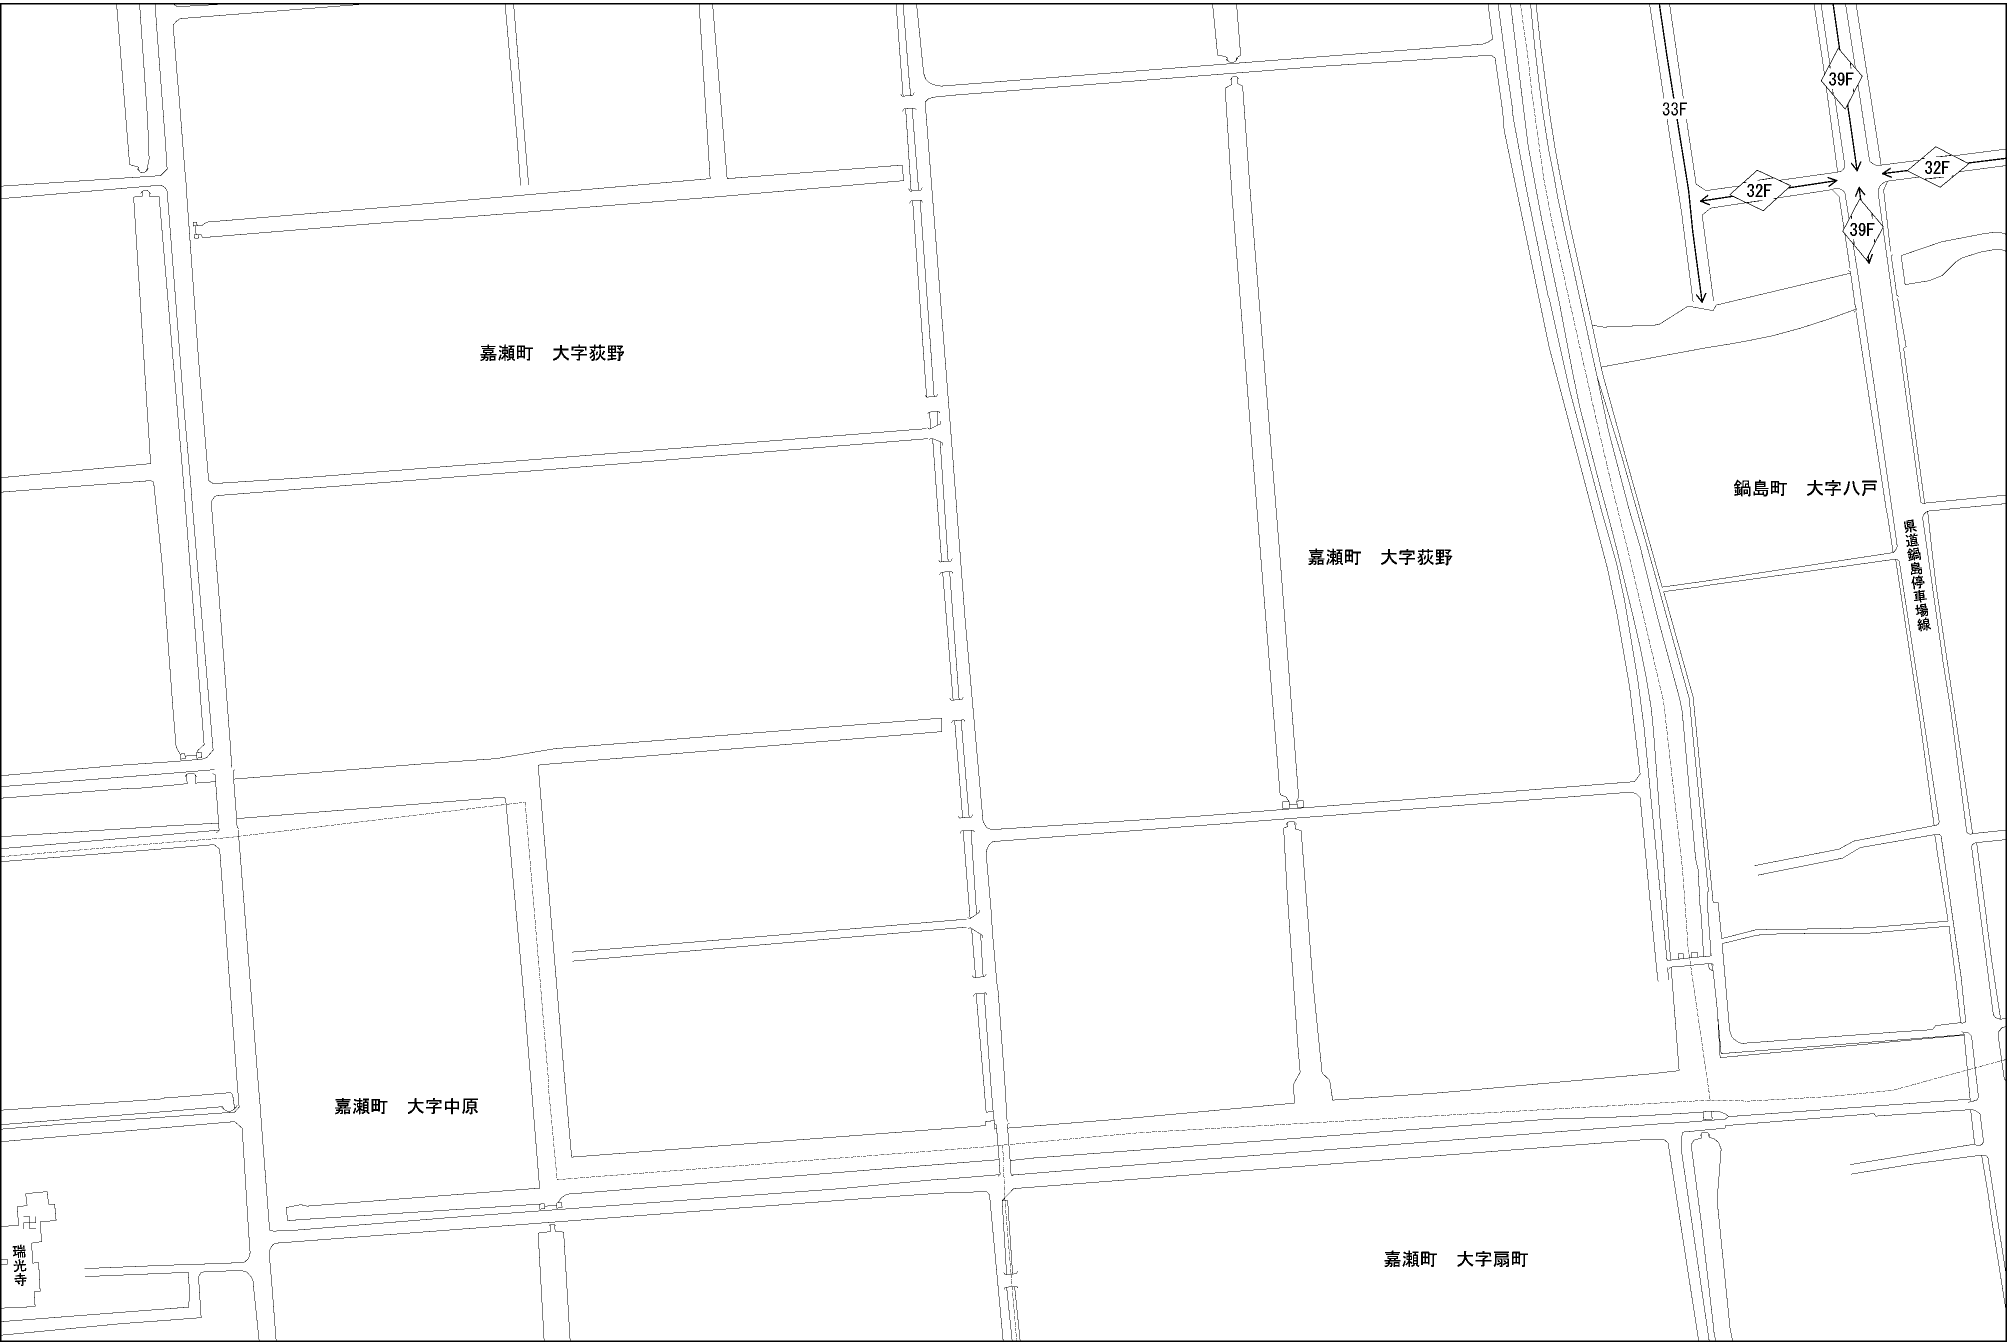 39F
33F
32F
32F
39F
嘉瀬町　大字荻野
鍋島町　大字八戸
県道鍋島停車場線
嘉瀬町　大字荻野
嘉瀬町　大字中原
瑞光寺
嘉瀬町　大字扇町